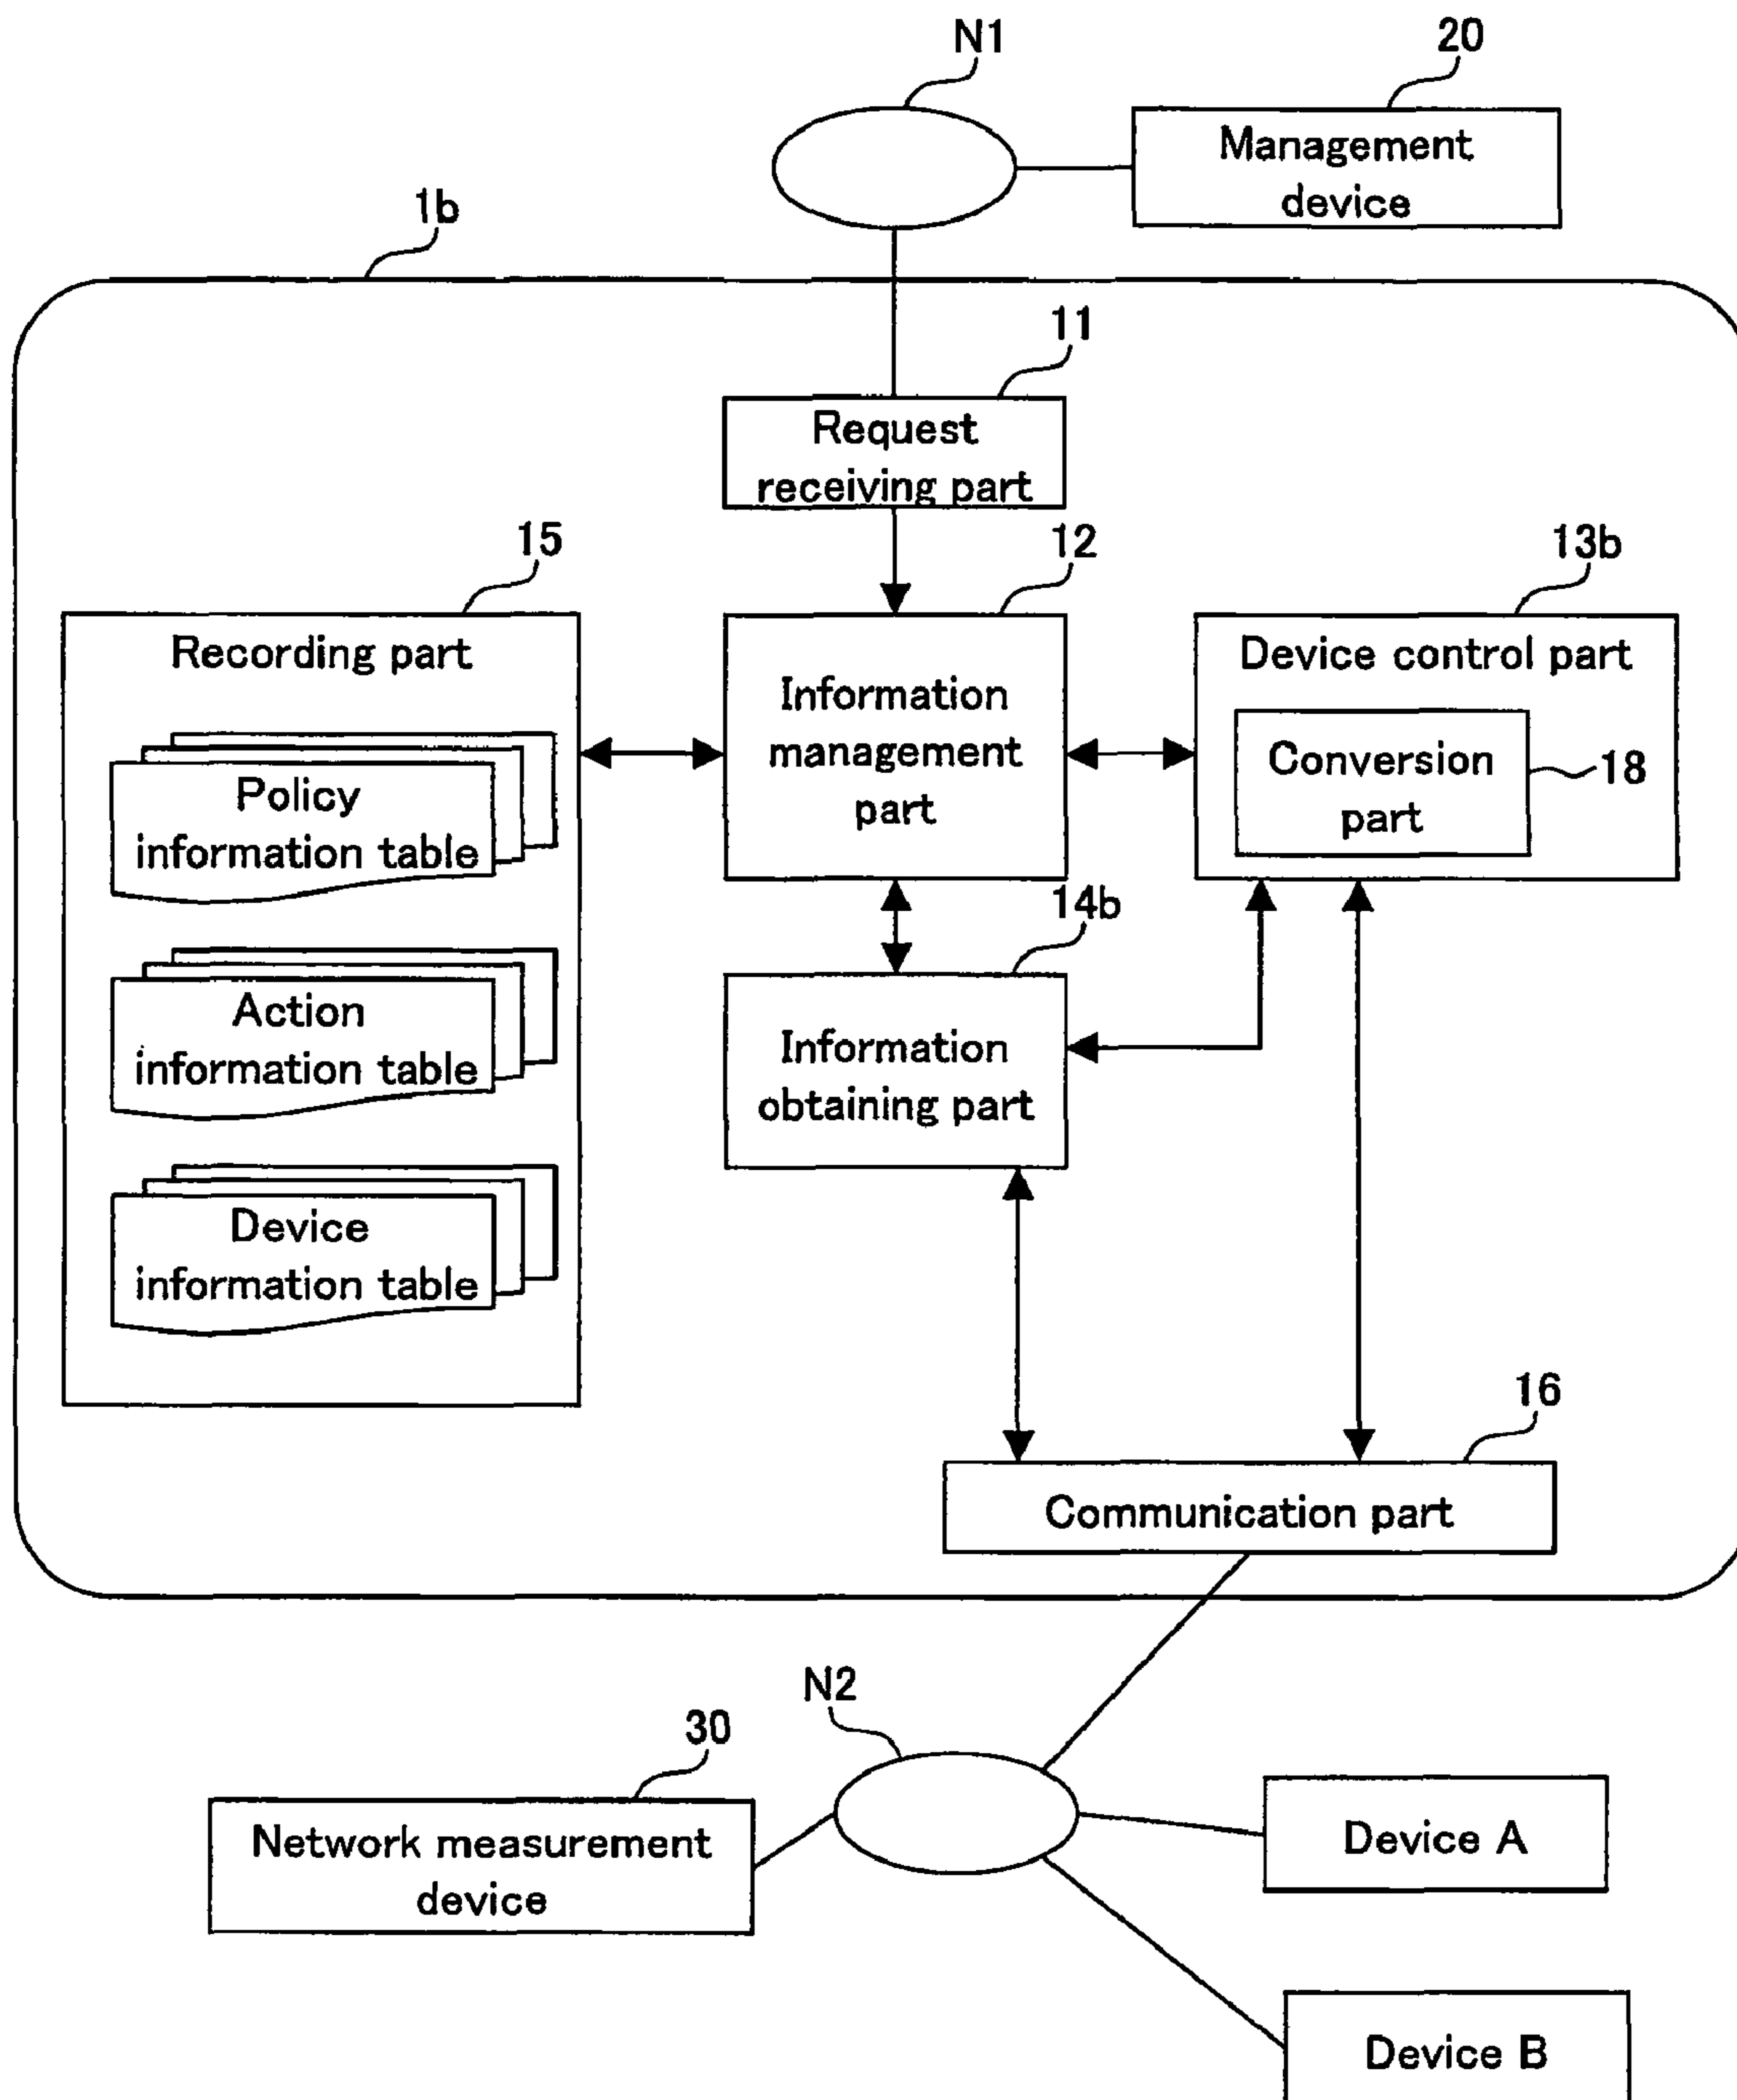 N1
20
Management
device
1b
11
Request
receiving part
15
12
13b
Recording part
Information
management
part
Device control part
Conversion
part
18
Policy
information table
14b
Action
information table
Information
obtaining part
Device
information table
16
Communication part
N2
30
Network measurement
device
Device A
Device B